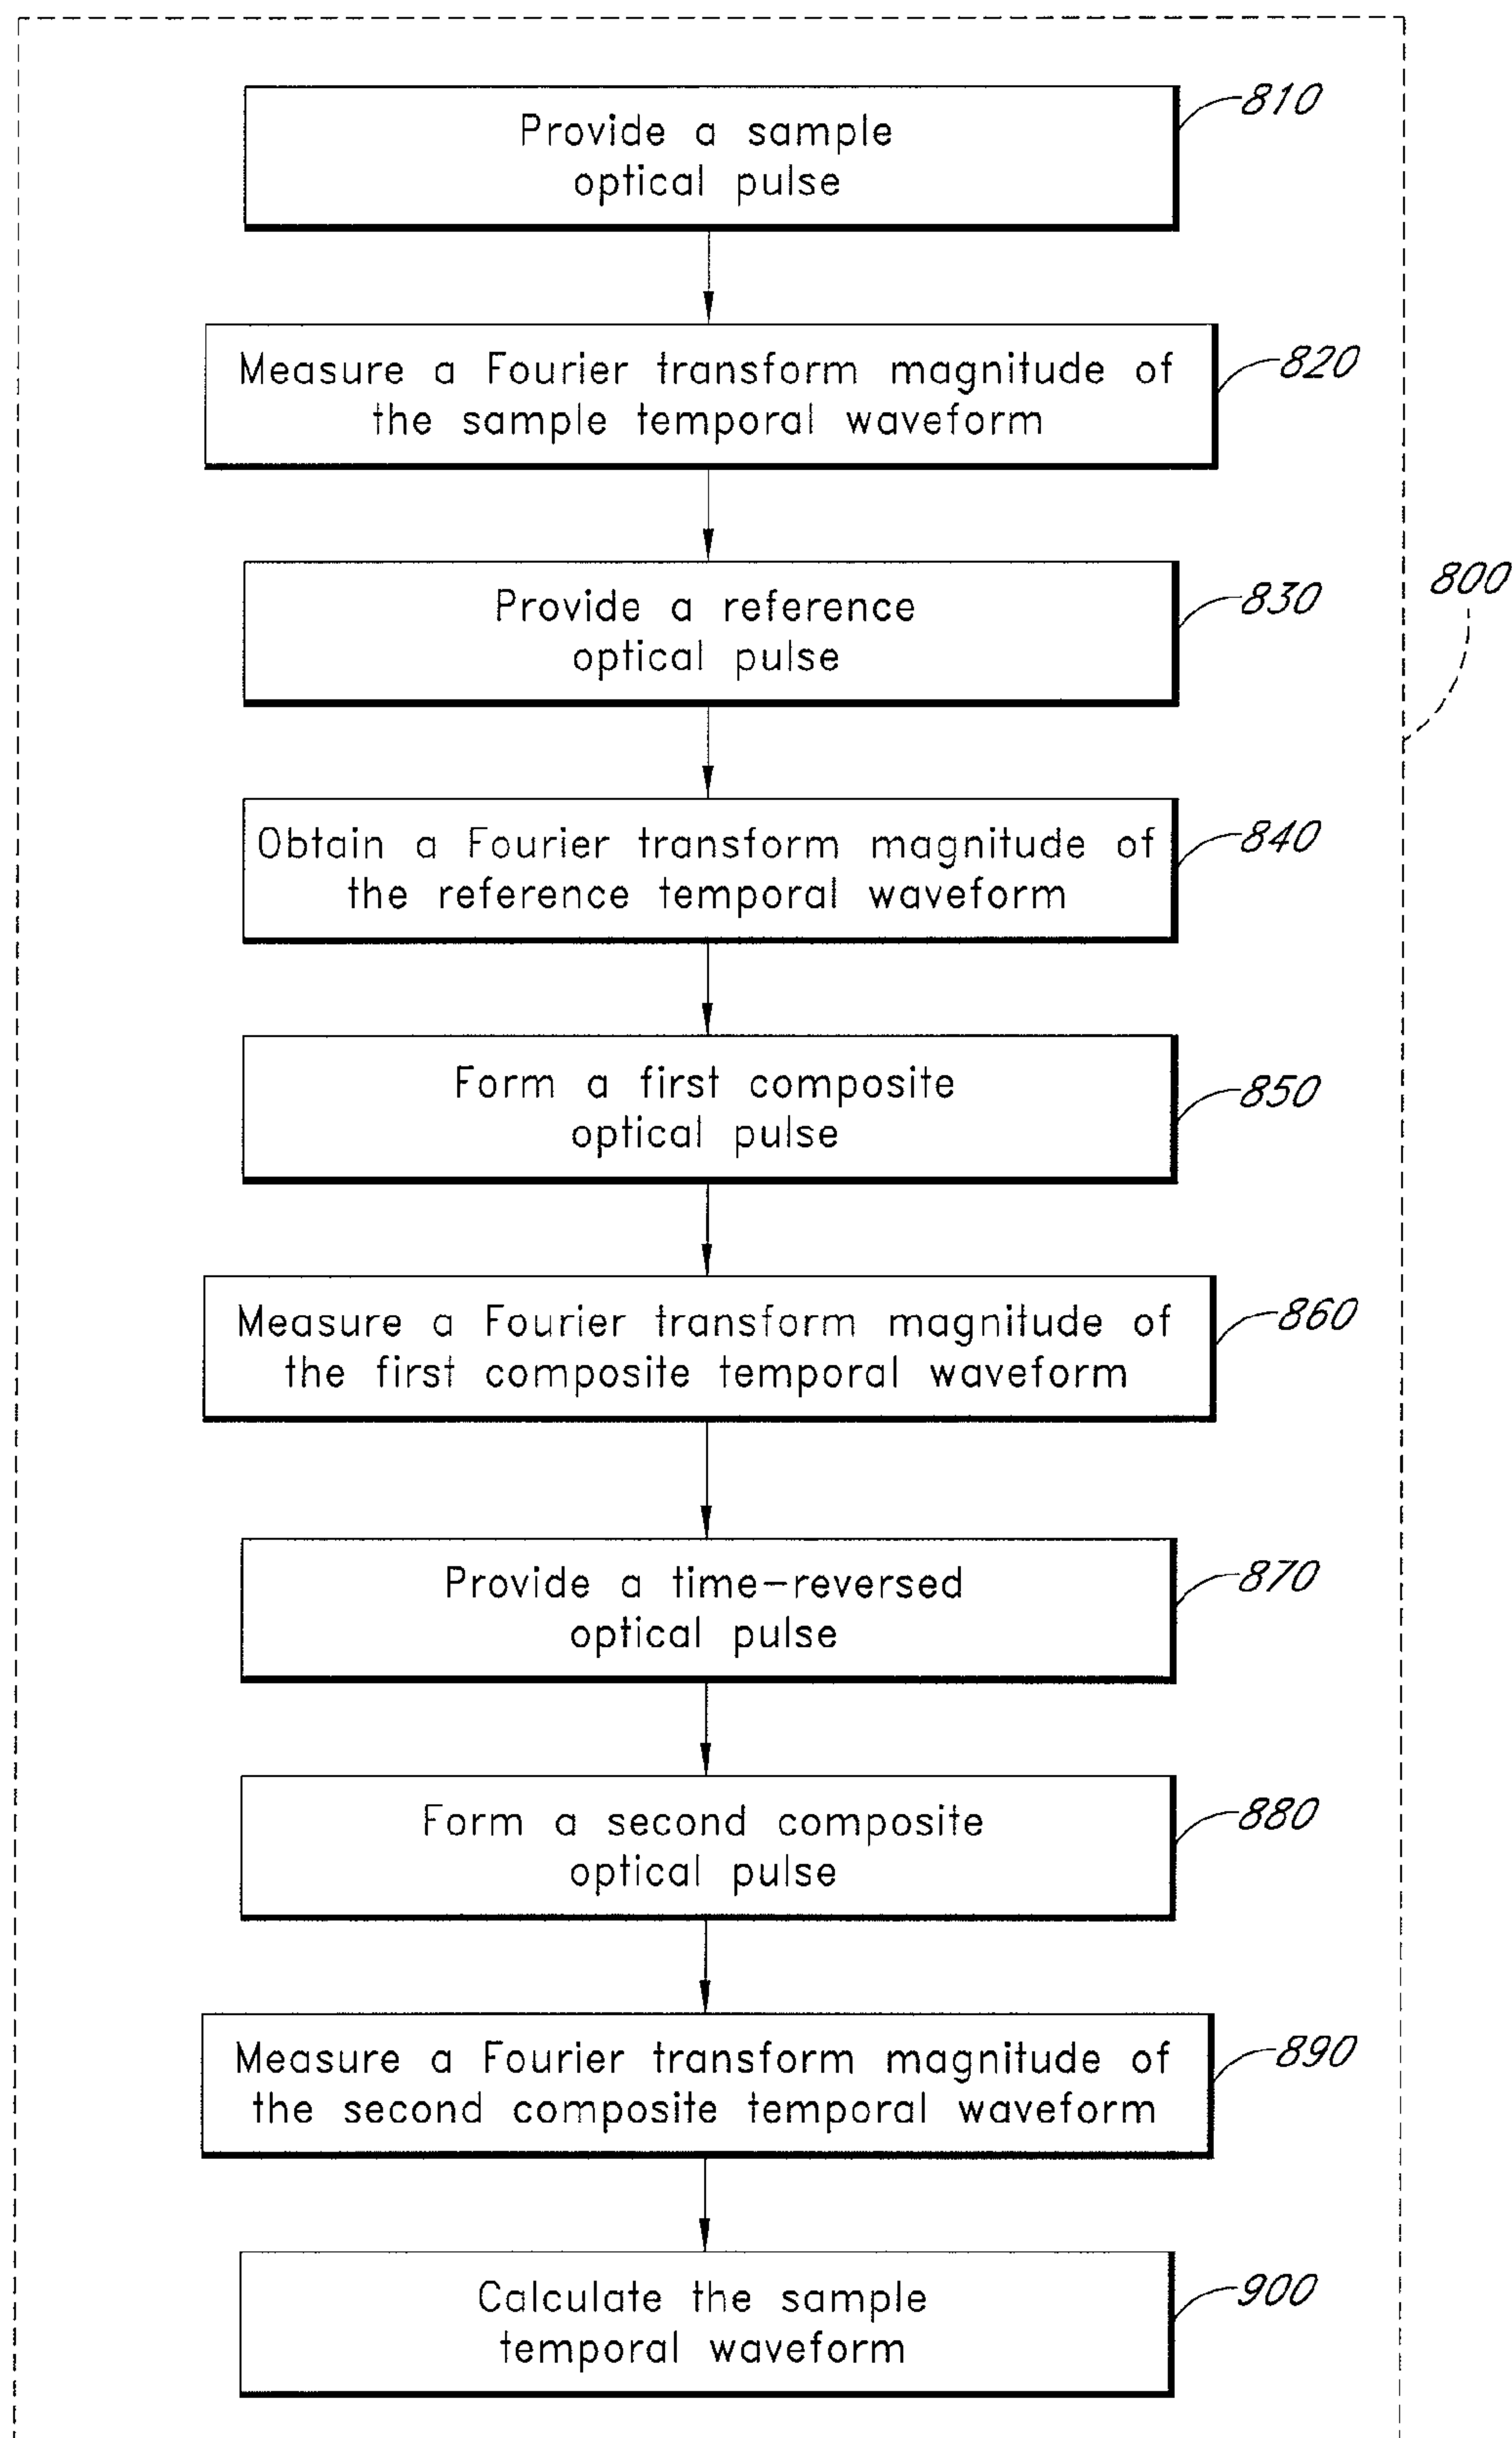 Provide a sample
optical pulse
810
Measure a Fourier transform magnitude of
the sample temporal waveform
820
Provide a reference
optical pulse
830
800
Obtain a Fourier transform magnitude of
the reference temporal waveform
840
Form a first composite
optical pulse
850
Measure a Fourier transform magnitude of
the first composite temporal waveform
860
Provide a time-reversed
optical pulse
870
Form a second composite
optical pulse
880
Measure a Fourier transform magnitude of
the second composite temporal waveform
890
Calculate the sample
temporal waveform
900